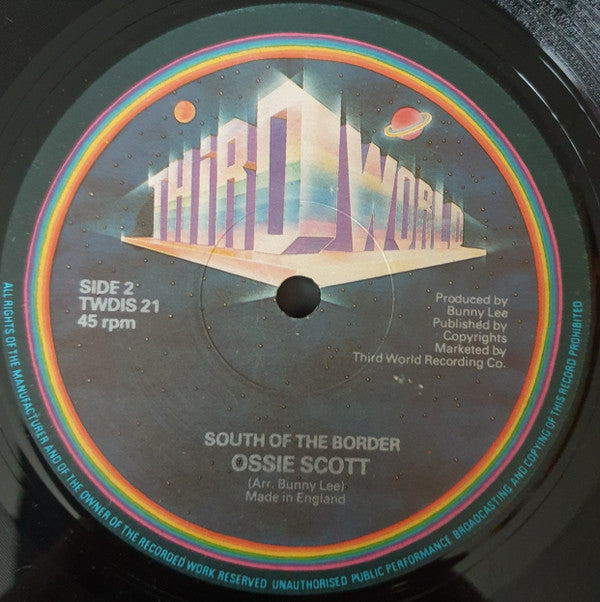 THiRD WORLD
SIDE 2
TWDIS 21
45 rpm
Produced by
Bunny Lee
Published by
Copyrights
Marketed by
Third World Recording Co.
SOUTH OF THE BORDER
OSSIE SCOTT
(Arr. Bunny Lee)
Made in England
ALL RIGHTS OF THE MANUFACTURER AND OF THE OWNER OF THE RECORDED WORK RESERVED UNAUTHORISED PUBLIC PERFORMANCE BROADCASTING AND COPYING OF THIS RECORD PROHIBITED